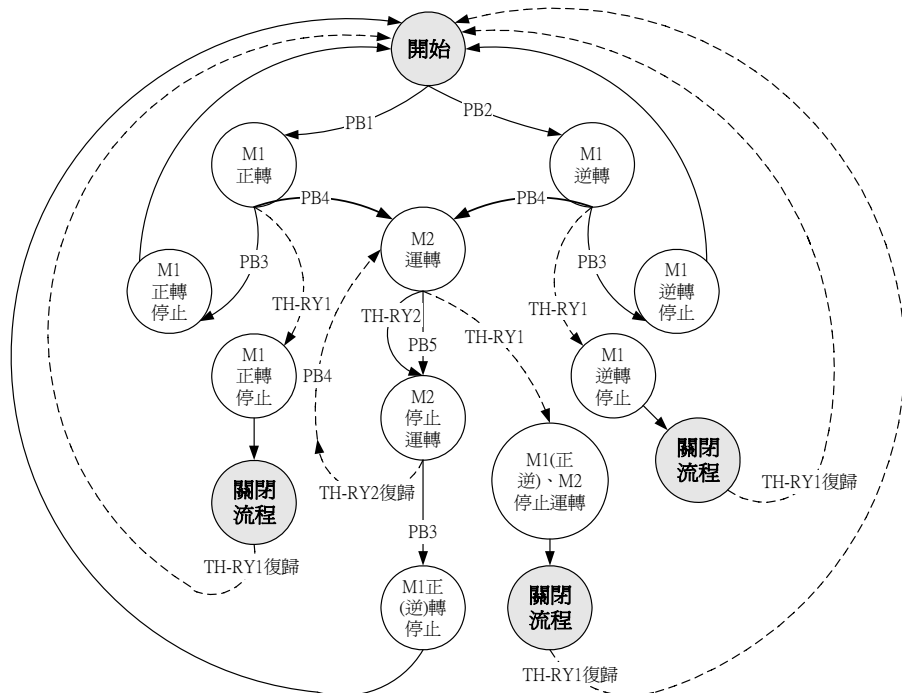 開始
PB1
PB2
M1
正轉
M1
逆轉
PB4
PB4
M2
運轉
PB3
PB3
M1
正轉
停止
M1
逆轉
停止
TH-RY1
TH-RY2
TH-RY1
TH-RY1
PB5
M1
正轉
停止
PB4
M1
逆轉
停止
M2
停止
運轉
關閉
流程
M1(正
逆)、M2
停止運轉
關閉
流程
TH-RY2復歸
TH-RY1復歸
PB3
TH-RY1復歸
M1正
(逆)轉
停止
關閉
流程
TH-RY1復歸